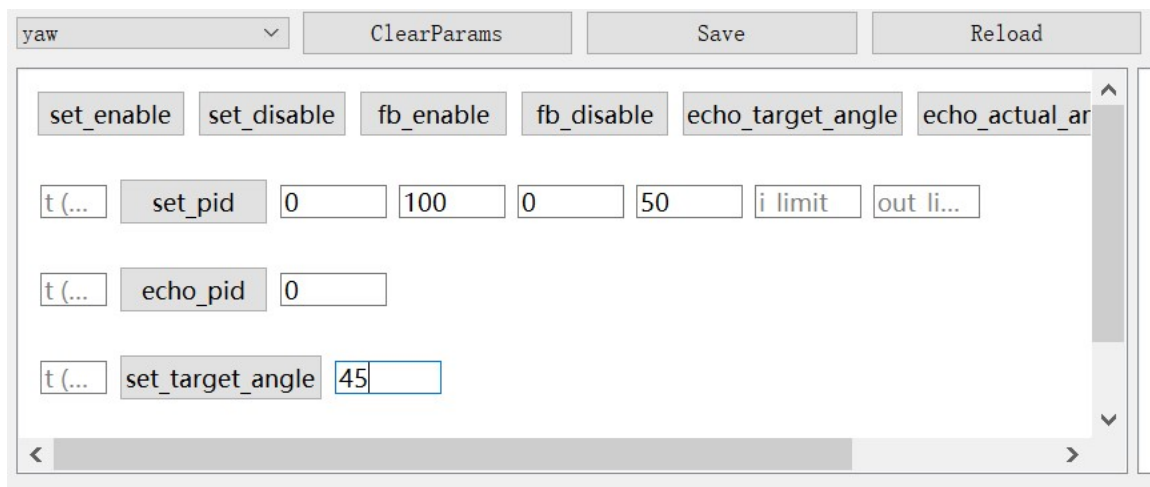 yaw ClearParams Save Reload
set_enable set_disable fb_enable fb_disable echo_target_angle echo_actual_ar
t (... set_pid 0 100 0 50 i limit out li...
t (... echo_pid 0
t (... set_target_angle 45